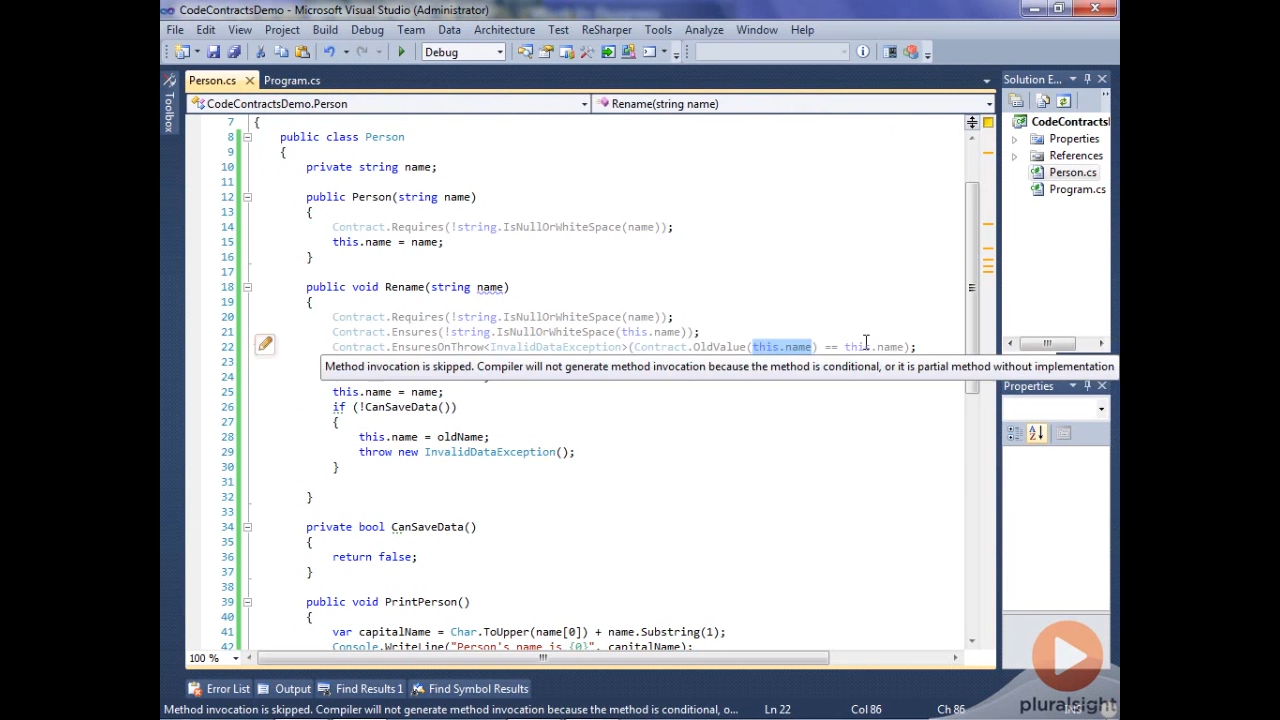 CodeContractsDemo - Microsoft Visual Studio (Administrator)
File Edit View Project Build Debug Team Data Architecture Test ReSharper Tools Analyze Window Help
Debug
Person.cs Program.cs
Solution E...
CodeContractsDemo.Person Rename(string name)
Toolbox
CodeContracts
Properties
References
Person.cs
Program.cs
7 {
8 public class Person
9 {
10 private string name;
11
12 public Person(string name)
13 {
14 Contract.Requires(!string.IsNullOrWhiteSpace(name));
15 this.name = name;
16 }
17
18 public void Rename(string name)
19 {
20 Contract.Requires(!string.IsNullOrWhiteSpace(name));
21 Contract.Ensures(!string.IsNullOrWhiteSpace(this.name));
22 Contract.EnsuresOnThrow<InvalidDataException>(Contract.OldValue(this.name) == this.name);
23
Method invocation is skipped. Compiler will not generate method invocation because the method is conditional, or it is partial method without implementation
24
25 this.name = name;
26 if (!CanSaveData())
27 {
28 this.name = oldName;
29 throw new InvalidDataException();
30 }
31
32 }
33
34 private bool CanSaveData()
35 {
36 return false;
37 }
38
39 public void PrintPerson()
40 {
41 var capitalName = Char.ToUpper(name[0]) + name.Substring(1);
42 Console.WriteLine("Person's name is {0}", capitalName);
Properties
100 %
Error List Output Find Results 1 Find Symbol Results
Method invocation is skipped. Compiler will not generate method invocation because the method is conditional, o... Ln 22 Col 86 Ch 86 INS
pluralsight